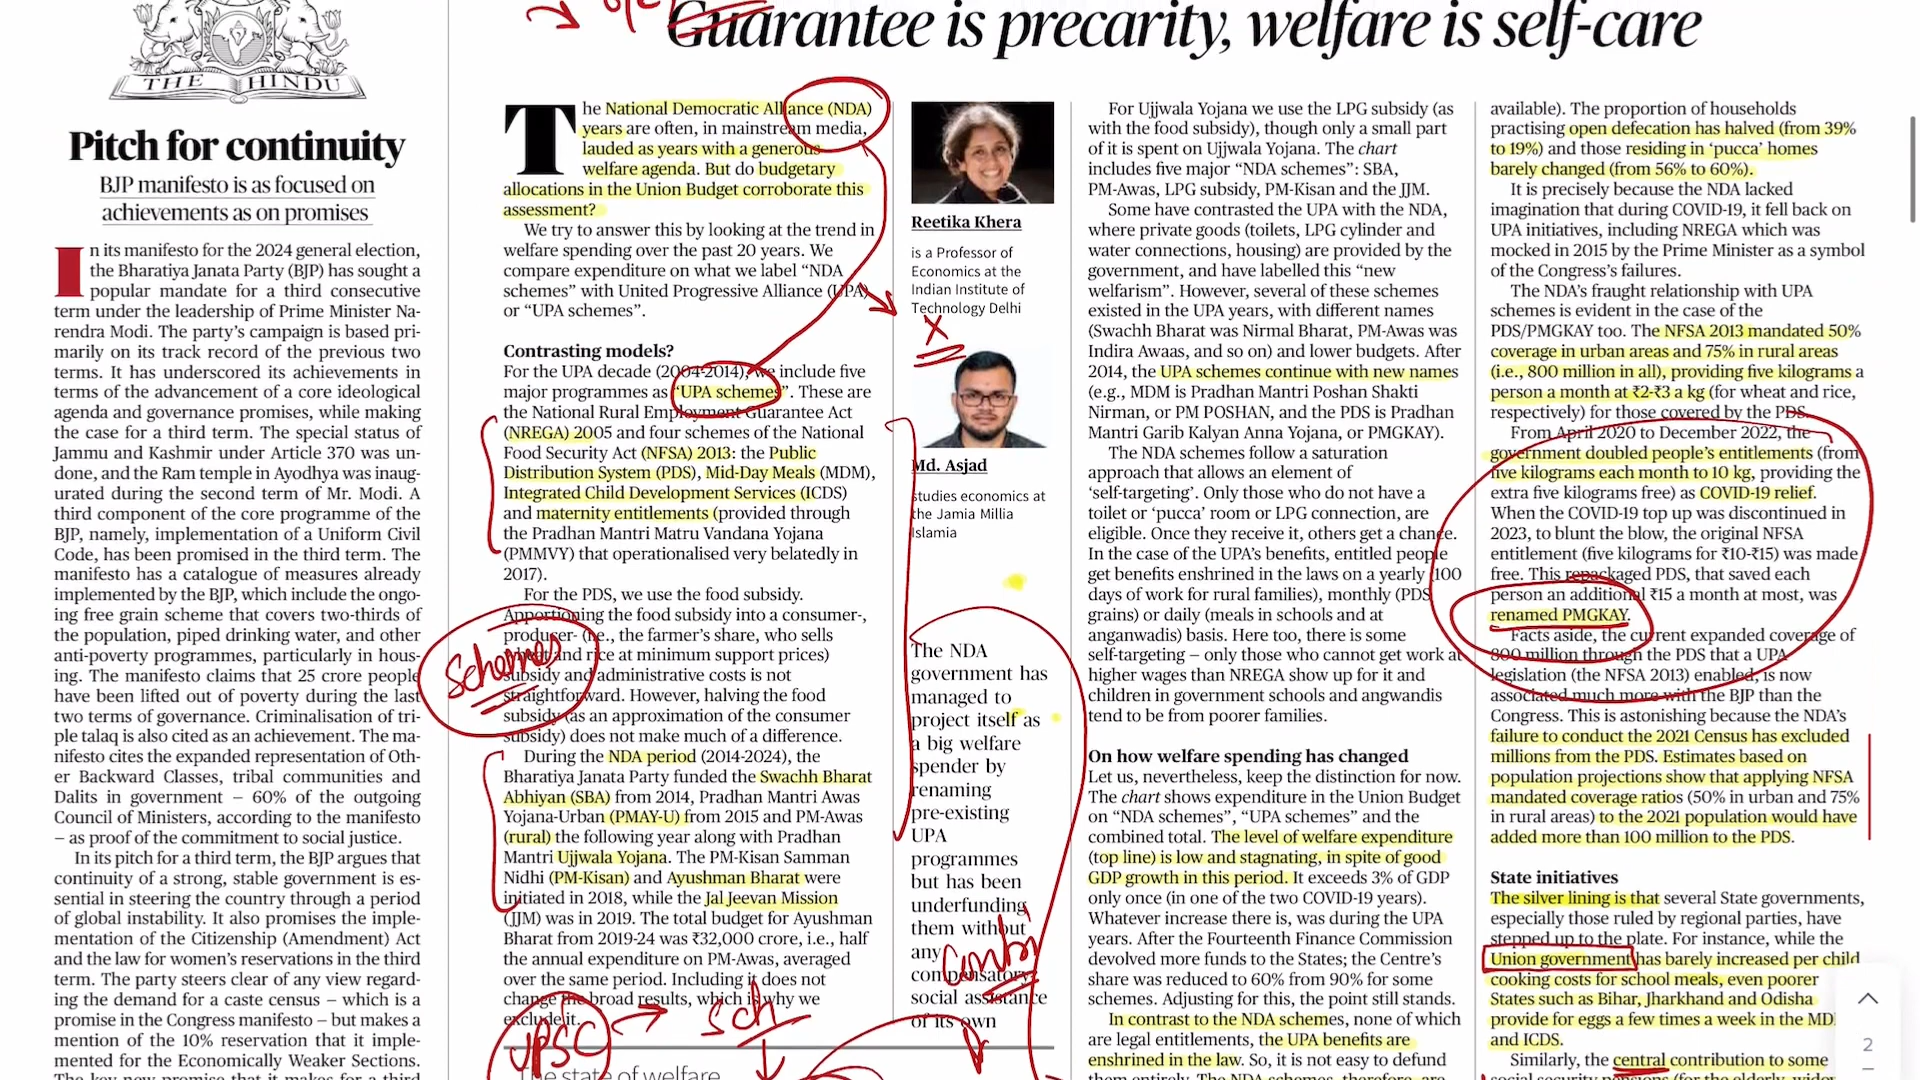 Guarantee is precarity, welfare is self-care
THE HINDU
Pitch for continuity
BJP manifesto is as focused on
achievements as on promises
In its manifesto for the 2024 general election,
the Bharatiya Janata Party (BJP) has sought a
popular mandate for a third consecutive
term under the leadership of Prime Minister Na-
rendra Modi. The party's campaign is based pri-
marily on its track record of the previous two
terms. It has underscored its achievements in
terms of the advancement of a core ideological
agenda and governance promises, while making
the case for a third term. The special status of
Jammu and Kashmir under Article 370 was un-
done, and the Ram temple in Ayodhya was inaug-
urated during the second term of Mr. Modi. A
third component of the core programme of the
BJP, namely, implementation of a Uniform Civil
Code, has been promised in the third term. The
manifesto has a catalogue of measures already
implemented by the BJP, which include the ongo-
ing free grain scheme that covers two-thirds of
the population, piped drinking water, and other
anti-poverty programmes, particularly in hous-
ing. The manifesto claims that 25 crore people
have been lifted out of poverty during the last
two terms of governance. Criminalisation of tri-
ple talaq is also cited as an achievement. The ma-
nifesto cites the expanded representation of Oth-
er Backward Classes, tribal communities and
Dalits in government – 60% of the outgoing
Council of Ministers, according to the manifesto
– as proof of the commitment to social justice.
In its pitch for a third term, the BJP argues that
continuity of a strong, stable government is es-
sential in steering the country through a period
of global instability. It also promises the imple-
mentation of the Citizenship (Amendment) Act
and the law for women's reservations in the third
term. The party steers clear of any view regard-
ing the demand for a caste census – which is a
promise in the Congress manifesto – but makes a
mention of the 10% reservation that it imple-
mented for the Economically Weaker Sections.
The key new promise that it makes for a third
The National Democratic Alliance (NDA)
years are often, in mainstream media,
lauded as years with a generous
welfare agenda. But do budgetary
allocations in the Union Budget corroborate this
assessment?
We try to answer this by looking at the trend in
welfare spending over the past 20 years. We
compare expenditure on what we label "NDA
schemes" with United Progressive Alliance (UPA)
or "UPA schemes".
Contrasting models?
For the UPA decade (2004-2014), we include five
major programmes as "UPA schemes". These are
the National Rural Employment Guarantee Act
(NREGA) 2005 and four schemes of the National
Food Security Act (NFSA) 2013: the Public
Distribution System (PDS), Mid-Day Meals (MDM),
Integrated Child Development Services (ICDS)
and maternity entitlements (provided through
the Pradhan Mantri Matru Vandana Yojana
(PMMVY) that operationalised very belatedly in
2017).
For the PDS, we use the food subsidy.
Apportioning the food subsidy into a consumer-,
producer- (i.e., the farmer's share, who sells
wheat and rice at minimum support prices)
subsidy and administrative costs is not
straightforward. However, halving the food
subsidy (as an approximation of the consumer
subsidy) does not make much of a difference.
During the NDA period (2014-2024), the
Bharatiya Janata Party funded the Swachh Bharat
Abhiyan (SBA) from 2014, Pradhan Mantri Awas
Yojana-Urban (PMAY-U) from 2015 and PM-Awas
(rural) the following year along with Pradhan
Mantri Ujjwala Yojana. The PM-Kisan Samman
Nidhi (PM-Kisan) and Ayushman Bharat were
initiated in 2018, while the Jal Jeevan Mission
(JJM) was in 2019. The total budget for Ayushman
Bharat from 2019-24 was ₹32,000 crore, i.e., half
the annual expenditure on PM-Awas, averaged
over the same period. Including it does not
change the broad results, which is why we
exclude it.
The state of welfare
schemes
UPSC
sch
Reetika Khera
is a Professor of
Economics at the
Indian Institute of
Technology Delhi
X
Md. Asjad
studies economics at
the Jamia Millia
Islamia
The NDA
government has
managed to
project itself as
a big welfare
spender by
renaming
pre-existing
UPA
programmes
but has been
underfunding
them without
any
compensatory
social assistance
of its own
For Ujjwala Yojana we use the LPG subsidy (as
with the food subsidy), though only a small part
of it is spent on Ujjwala Yojana. The chart
includes five major "NDA schemes": SBA,
PM-Awas, LPG subsidy, PM-Kisan and the JJM.
Some have contrasted the UPA with the NDA,
where private goods (toilets, LPG cylinder and
water connections, housing) are provided by the
government, and have labelled this "new
welfarism". However, several of these schemes
existed in the UPA years, with different names
(Swachh Bharat was Nirmal Bharat, PM-Awas was
Indira Awaas, and so on) and lower budgets. After
2014, the UPA schemes continue with new names
(e.g., MDM is Pradhan Mantri Poshan Shakti
Nirman, or PM POSHAN, and the PDS is Pradhan
Mantri Garib Kalyan Anna Yojana, or PMGKAY).
The NDA schemes follow a saturation
approach that allows an element of
'self-targeting'. Only those who do not have a
toilet or 'pucca' room or LPG connection, are
eligible. Once they receive it, others get a chance.
In the case of the UPA's benefits, entitled people
get benefits enshrined in the laws on a yearly (100
days of work for rural families), monthly (PDS
grains) or daily (meals in schools and at
anganwadis) basis. Here too, there is some
self-targeting – only those who cannot get work at
higher wages than NREGA show up for it and
children in government schools and angwandis
tend to be from poorer families.
On how welfare spending has changed
Let us, nevertheless, keep the distinction for now.
The chart shows expenditure in the Union Budget
on "NDA schemes", "UPA schemes" and the
combined total. The level of welfare expenditure
(top line) is low and stagnating, in spite of good
GDP growth in this period. It exceeds 3% of GDP
only once (in one of the two COVID-19 years).
Whatever increase there is, was during the UPA
years. After the Fourteenth Finance Commission
devolved more funds to the States; the Centre's
share was reduced to 60% from 90% for some
schemes. Adjusting for this, the point still stands.
In contrast to the NDA schemes, none of which
are legal entitlements, the UPA benefits are
enshrined in the law. So, it is not easy to defund
them entirely. The NDA schemes, therefore, are
available). The proportion of households
practising open defecation has halved (from 39%
to 19%) and those residing in 'pucca' homes
barely changed (from 56% to 60%).
It is precisely because the NDA lacked
imagination that during COVID-19, it fell back on
UPA initiatives, including NREGA which was
mocked in 2015 by the Prime Minister as a symbol
of the Congress's failures.
The NDA's fraught relationship with UPA
schemes is evident in the case of the
PDS/PMGKAY too. The NFSA 2013 mandated 50%
coverage in urban areas and 75% in rural areas
(i.e., 800 million in all), providing five kilograms a
person a month at ₹2-₹3 a kg (for wheat and rice,
respectively) for those covered by the PDS.
From April 2020 to December 2022, the
government doubled people's entitlements (from
five kilograms each month to 10 kg, providing the
extra five kilograms free) as COVID-19 relief.
When the COVID-19 top up was discontinued in
2023, to blunt the blow, the original NFSA
entitlement (five kilograms for ₹10-₹15) was made
free. This repackaged PDS, that saved each
person an additional ₹15 a month at most, was
renamed PMGKAY.
Facts aside, the current expanded coverage of
800 million through the PDS that a UPA
legislation (the NFSA 2013) enabled, is now
associated much more with the BJP than the
Congress. This is astonishing because the NDA's
failure to conduct the 2021 Census has excluded
millions from the PDS. Estimates based on
population projections show that applying NFSA
mandated coverage ratios (50% in urban and 75%
in rural areas) to the 2021 population would have
added more than 100 million to the PDS.
State initiatives
The silver lining is that several State governments,
especially those ruled by regional parties, have
stepped up to the plate. For instance, while the
Union government has barely increased per child
cooking costs for school meals, even poorer
States such as Bihar, Jharkhand and Odisha
provide for eggs a few times a week in the MD
and ICDS.
Similarly, the central contribution to some
social security pensions (for the elderly, wider
2